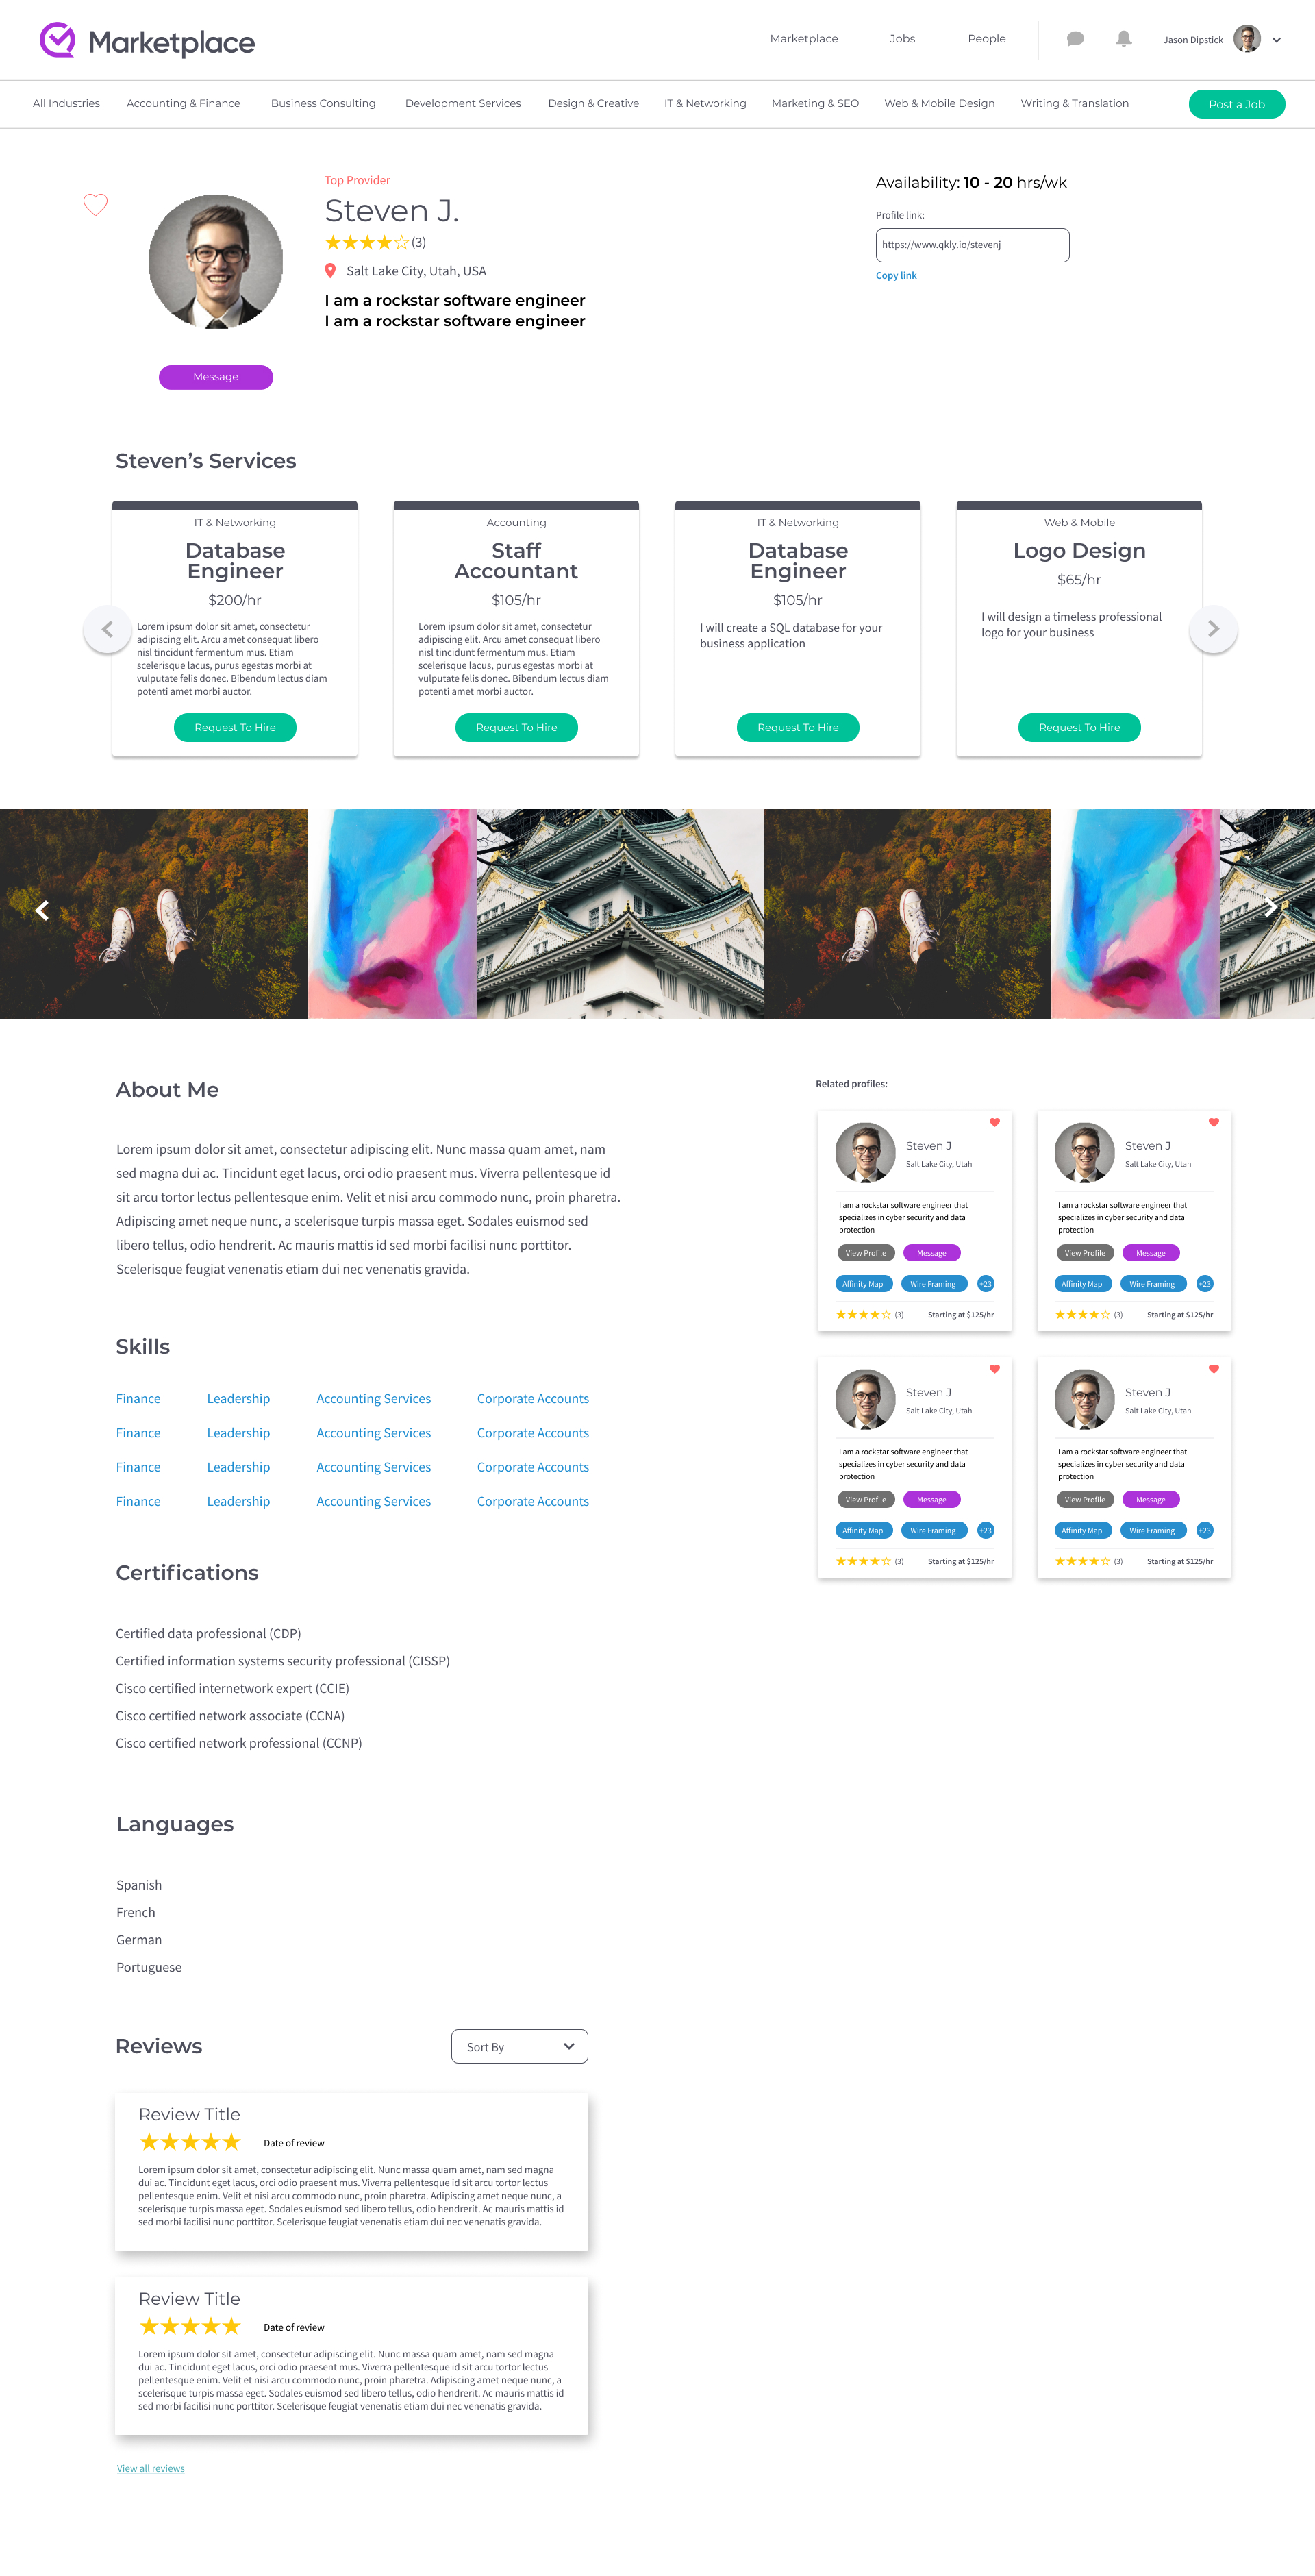 Marketplace
Marketplace Jobs People Jason Dipstick
All Industries Accounting & Finance Business Consulting Development Services Design & Creative IT & Networking Marketing & SEO Web & Mobile Design Writing & Translation Post a Job
Top Provider
Steven J.
(3)
Salt Lake City, Utah, USA
I am a rockstar software engineer
I am a rockstar software engineer
Message
Availability: 10 - 20 hrs/wk
Profile link:
https://www.qkly.io/stevenj
Copy link
Steven’s Services
IT & Networking
Database
Engineer
$200/hr
Lorem ipsum dolor sit amet, consectetur
adipiscing elit. Arcu amet consequat libero
nisl tincidunt fermentum mus. Etiam
scelerisque lacus, purus egestas morbi at
vulputate felis donec. Bibendum lectus diam
potenti amet morbi auctor.
Request To Hire
Accounting
Staff
Accountant
$105/hr
Lorem ipsum dolor sit amet, consectetur
adipiscing elit. Arcu amet consequat libero
nisl tincidunt fermentum mus. Etiam
scelerisque lacus, purus egestas morbi at
vulputate felis donec. Bibendum lectus diam
potenti amet morbi auctor.
Request To Hire
IT & Networking
Database
Engineer
$105/hr
I will create a SQL database for your
business application
Request To Hire
Web & Mobile
Logo Design
$65/hr
I will design a timeless professional
logo for your business
Request To Hire
About Me
Lorem ipsum dolor sit amet, consectetur adipiscing elit. Nunc massa quam amet, nam
sed magna dui ac. Tincidunt eget lacus, orci odio praesent mus. Viverra pellentesque id
sit arcu tortor lectus pellentesque enim. Velit et nisi arcu commodo nunc, proin pharetra.
Adipiscing amet neque nunc, a scelerisque turpis massa eget. Sodales euismod sed
libero tellus, odio hendrerit. Ac mauris mattis id sed morbi facilisi nunc porttitor.
Scelerisque feugiat venenatis etiam dui nec venenatis gravida.
Skills
Finance Leadership Accounting Services Corporate Accounts
Finance Leadership Accounting Services Corporate Accounts
Finance Leadership Accounting Services Corporate Accounts
Finance Leadership Accounting Services Corporate Accounts
Certifications
Certified data professional (CDP)
Certified information systems security professional (CISSP)
Cisco certified internetwork expert (CCIE)
Cisco certified network associate (CCNA)
Cisco certified network professional (CCNP)
Languages
Spanish
French
German
Portuguese
Reviews
Sort By
Review Title
Date of review
Lorem ipsum dolor sit amet, consectetur adipiscing elit. Nunc massa quam amet, nam sed magna
dui ac. Tincidunt eget lacus, orci odio praesent mus. Viverra pellentesque id sit arcu tortor lectus
pellentesque enim. Velit et nisi arcu commodo nunc, proin pharetra. Adipiscing amet neque nunc, a
scelerisque turpis massa eget. Sodales euismod sed libero tellus, odio hendrerit. Ac mauris mattis id
sed morbi facilisi nunc porttitor. Scelerisque feugiat venenatis etiam dui nec venenatis gravida.
Review Title
Date of review
Lorem ipsum dolor sit amet, consectetur adipiscing elit. Nunc massa quam amet, nam sed magna
dui ac. Tincidunt eget lacus, orci odio praesent mus. Viverra pellentesque id sit arcu tortor lectus
pellentesque enim. Velit et nisi arcu commodo nunc, proin pharetra. Adipiscing amet neque nunc, a
scelerisque turpis massa eget. Sodales euismod sed libero tellus, odio hendrerit. Ac mauris mattis id
sed morbi facilisi nunc porttitor. Scelerisque feugiat venenatis etiam dui nec venenatis gravida.
View all reviews
Related profiles:
Steven J
Salt Lake City, Utah
I am a rockstar software engineer that
specializes in cyber security and data
protection
View Profile Message
Affinity Map Wire Framing +23
(3) Starting at $125/hr
Steven J
Salt Lake City, Utah
I am a rockstar software engineer that
specializes in cyber security and data
protection
View Profile Message
Affinity Map Wire Framing +23
(3) Starting at $125/hr
Steven J
Salt Lake City, Utah
I am a rockstar software engineer that
specializes in cyber security and data
protection
View Profile Message
Affinity Map Wire Framing +23
(3) Starting at $125/hr
Steven J
Salt Lake City, Utah
I am a rockstar software engineer that
specializes in cyber security and data
protection
View Profile Message
Affinity Map Wire Framing +23
(3) Starting at $125/hr